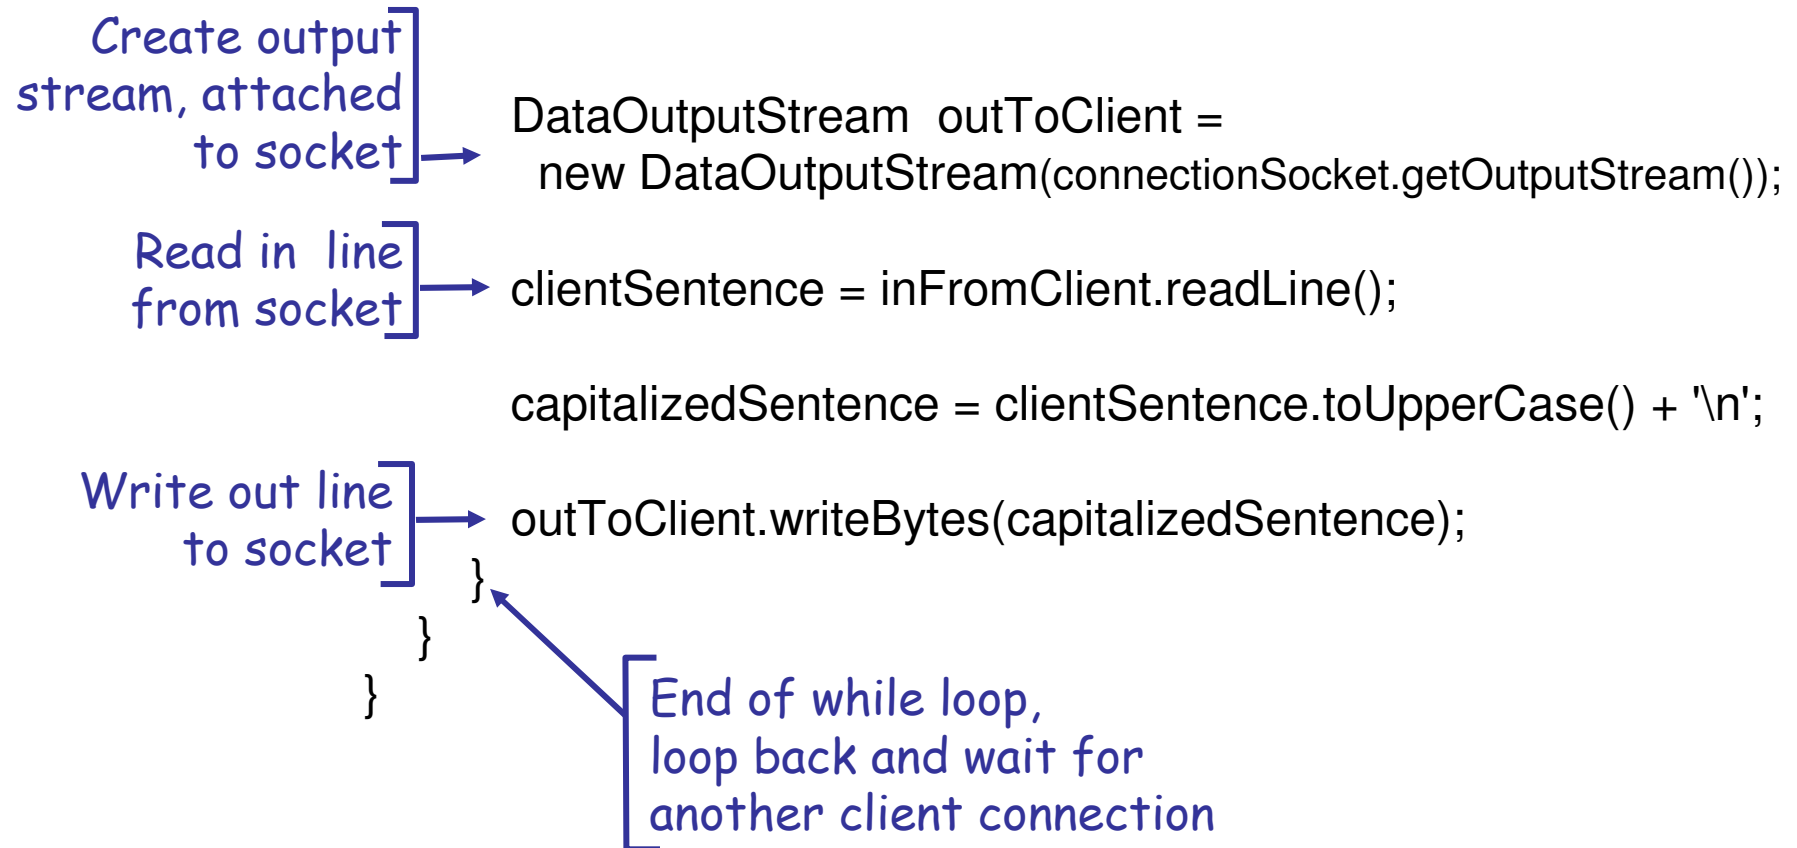 Create output
stream, attached
to socket
DataOutputStream outToClient =
new DataOutputStream(connectionSocket.getOutputStream());
Read in line
from socket
clientSentence = inFromClient.readLine();
capitalizedSentence = clientSentence.toUpperCase() + '\n';
Write out line
to socket
outToClient.writeBytes(capitalizedSentence);
}
}
}
End of while loop,
loop back and wait for
another client connection